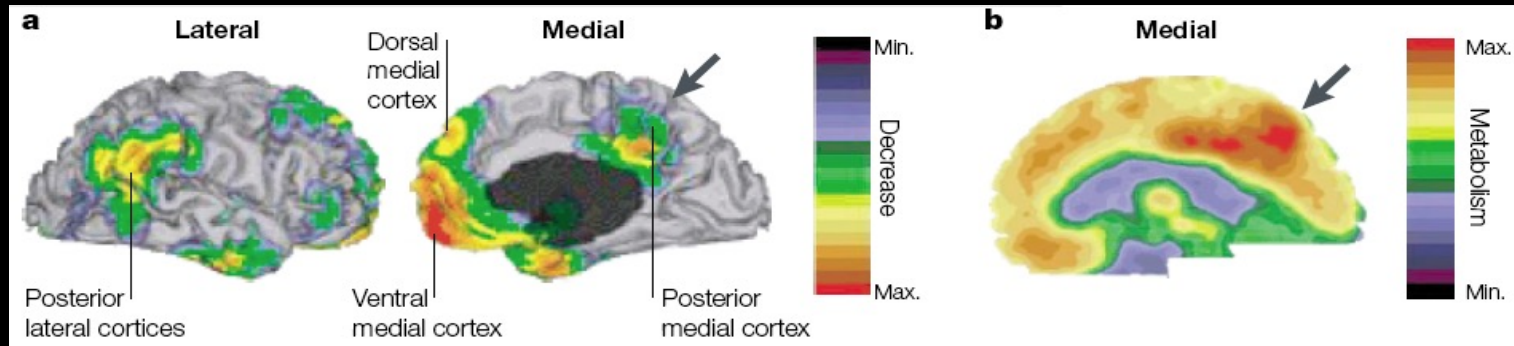 a
Lateral
Medial
Dorsal
medial
cortex
Posterior
lateral cortices
Ventral
medial cortex
Posterior
medial cortex
Min.
Decrease
Max.
b
Medial
Max.
Metabolism
Min.